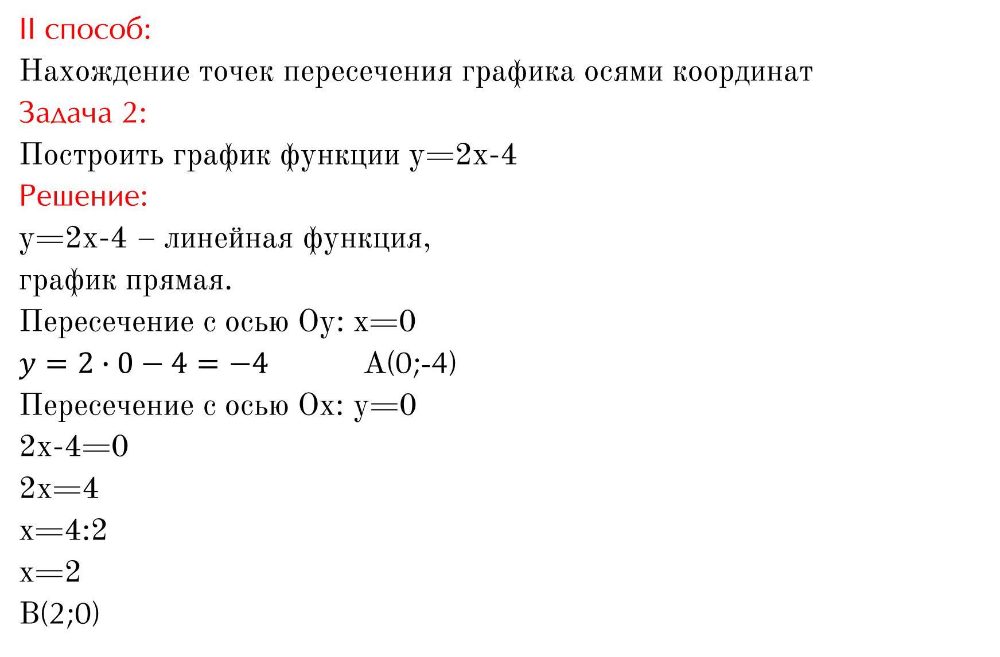 II способ:
Нахождение точек пересечения графика осями координат
Задача 2:
Построить график функции y=2x-4
Решение:
y=2x-4 – линейная функция,
график прямая.
Пересечение с осью Oy: x=0
y = 2 · 0 − 4 = −4 A(0;-4)
Пересечение с осью Ox: y=0
2x-4=0
2x=4
x=4:2
x=2
B(2;0)